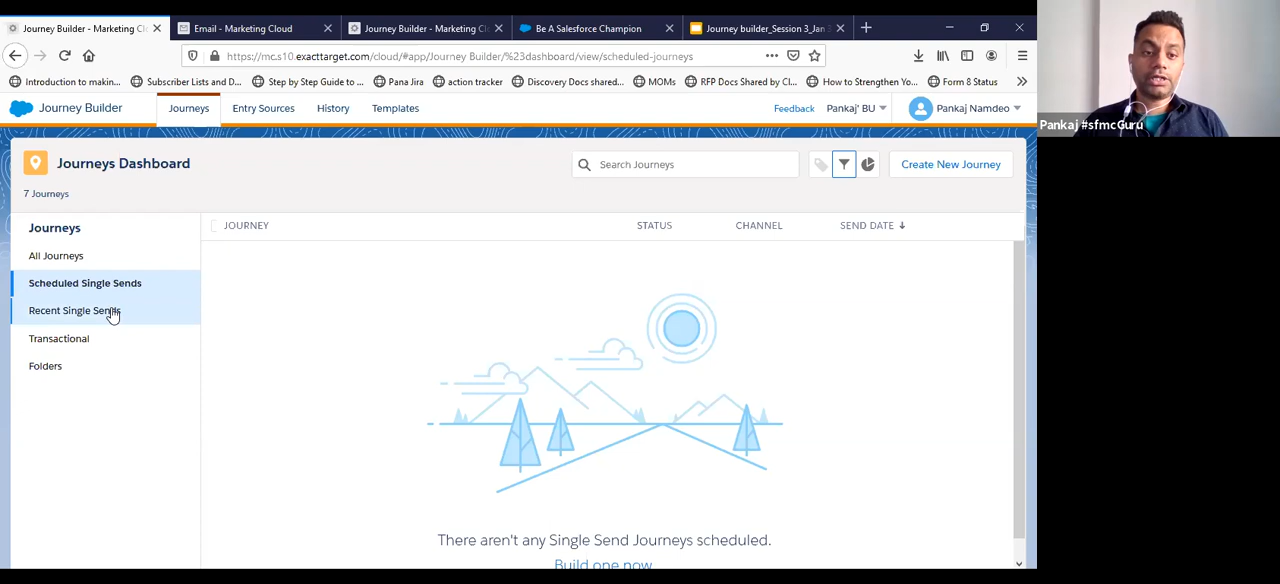 Journey Builder - Marketing Cl
Email - Marketing Cloud
Journey Builder - Marketing Cl
Be A Salesforce Champion
Journey builder_Session 3_Jan
https://mc.s10.exacttarget.com/cloud/#app/Journey Builder/%23dashboard/view/scheduled-journeys
Introduction to makin...
Subscriber Lists and D...
Step by Step Guide to ...
Pana Jira
action tracker
Discovery Docs shared...
MOMs
RFP Docs Shared by Cl...
How to Strengthen Yo...
Form 8 Status
Journey Builder
Journeys
Entry Sources
History
Templates
Feedback
Pankaj' BU
Pankaj Namdeo
Pankaj #sfmcGuru
Journeys Dashboard
Search Journeys
Create New Journey
7 Journeys
Journeys
JOURNEY
STATUS
CHANNEL
SEND DATE
All Journeys
Scheduled Single Sends
Recent Single Sends
Transactional
Folders
There aren't any Single Send Journeys scheduled.
Build one now